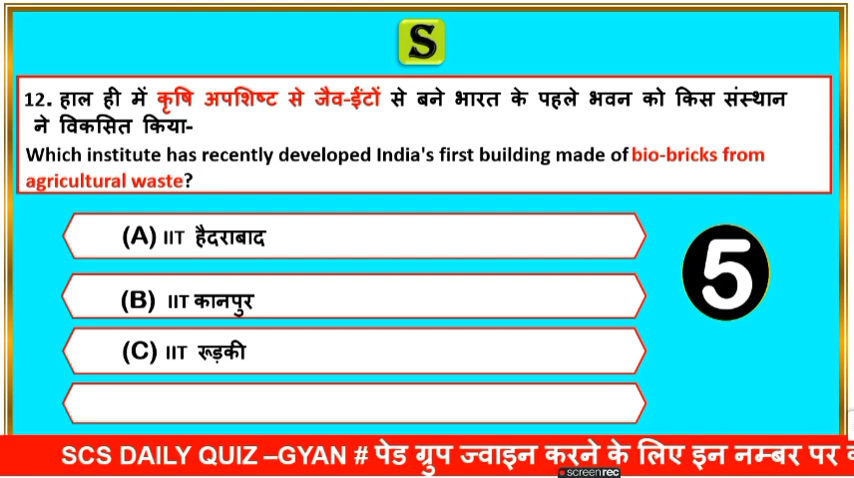 S
12. हाल ही में कृषि अपशिष्ट से जैव-ईंटों से बने भारत के पहले भवन को किस संस्थान
ने विकसित किया-
Which institute has recently developed India's first building made of bio-bricks from
agricultural waste?
(A) IIT हैदराबाद
5
(B) IIT कानपुर
(C) IIT रूड़की
SCS DAILY QUIZ –GYAN # पेड ग्रुप ज्वाइन करने के लिए इन नम्बर पर
screenrec